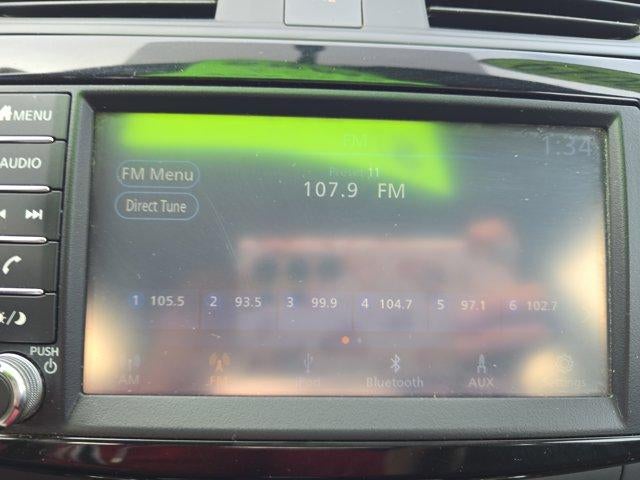 MENU
AUDIO
PUSH
FM
1:34
FM Menu
Preset 11
107.9 FM
Direct Tune
1 105.5 2 93.5 3 99.9 4 104.7 5 97.1 6 102.7
AM FM iPod Bluetooth AUX Settings